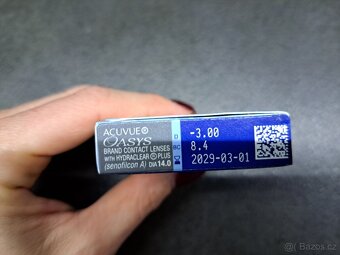 ACUVUE®
OASYS
BRAND CONTACT LENSES
WITH HYDRACLEAR® PLUS
(senofilcon A) DIA 14.0
D -3.00
BC 8.4
2029-03-01
bazos.cz